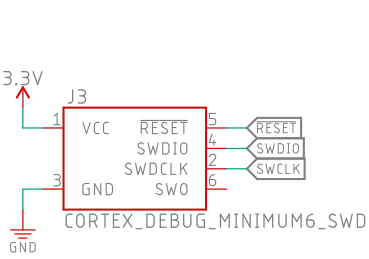 3.3V
J3
1 VCC RESET 5 RESET
SWDIO 4 SWDIO
SWDCLK 2 SWCLK
3 GND SWO 6
CORTEX_DEBUG_MINIMUM6_SWD
GND